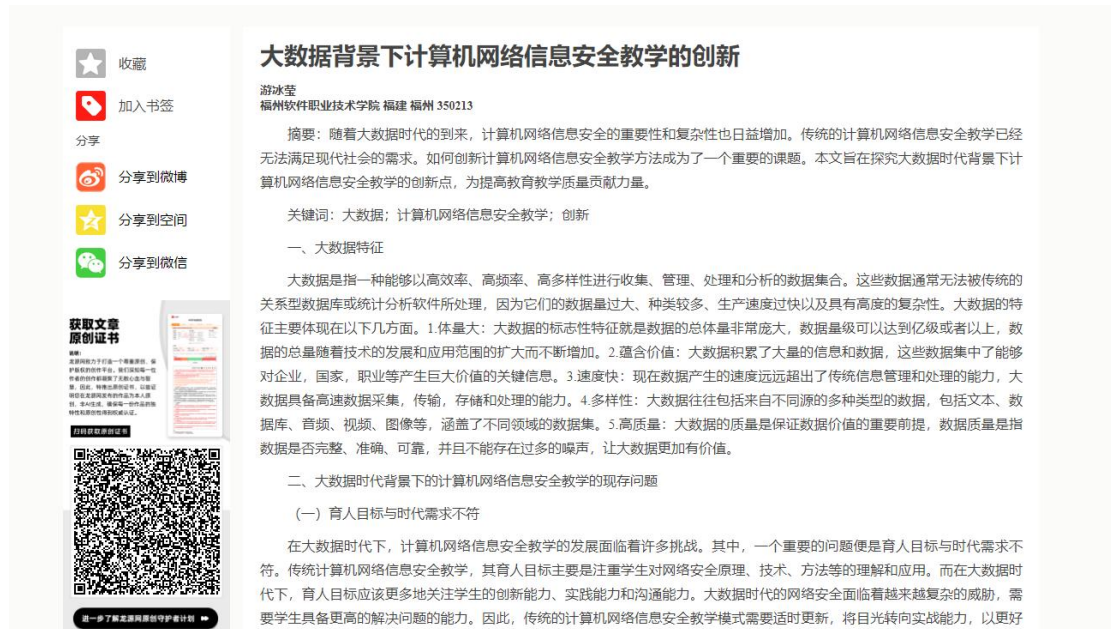 收藏
加入书签
分享
分享到微博
分享到空间
分享到微信
获取文章
原创证书
说明：
扫码获取原创证书
进一步了解龙源网原创守护者计划
大数据背景下计算机网络信息安全教学的创新
游冰莹
福州软件职业技术学院 福建 福州 350213
摘要：随着大数据时代的到来，计算机网络信息安全的重要性和复杂性也日益增加。传统的计算机网络信息安全教学已经
无法满足现代社会的需求。如何创新计算机网络信息安全教学方法成为了一个重要的课题。本文旨在探究大数据时代背景下计
算机网络信息安全教学的创新点，为提高教育教学质量贡献力量。
关键词：大数据；计算机网络信息安全教学；创新
一、大数据特征
大数据是指一种能够以高效率、高频率、高多样性进行收集、管理、处理和分析的数据集合。这些数据通常无法被传统的
关系型数据库或统计分析软件所处理，因为它们的数据量过大、种类较多、生产速度过快以及具有高度的复杂性。大数据的特
征主要体现在以下几方面。1.体量大：大数据的标志性特征就是数据的总体量非常庞大，数据量级可以达到亿级或者以上，数
据的总量随着技术的发展和应用范围的扩大而不断增加。2.蕴含价值：大数据积累了大量的信息和数据，这些数据集中了能够
对企业，国家，职业等产生巨大价值的关键信息。3.速度快：现在数据产生的速度远远超出了传统信息管理和处理的能力，大
数据具备高速数据采集，传输，存储和处理的能力。4.多样性：大数据往往包括来自不同源的多种类型的数据，包括文本、数
据库、音频、视频、图像等，涵盖了不同领域的数据集。5.高质量：大数据的质量是保证数据价值的重要前提，数据质量是指
数据是否完整、准确、可靠，并且不能存在过多的噪声，让大数据更加有价值。
二、大数据时代背景下的计算机网络信息安全教学的现存问题
（一）育人目标与时代需求不符
在大数据时代下，计算机网络信息安全教学的发展面临着许多挑战。其中，一个重要的问题便是育人目标与时代需求不
符。传统计算机网络信息安全教学，其育人目标主要是注重学生对网络安全原理、技术、方法等的理解和应用。而在大数据时
代下，育人目标应该更多地关注学生的创新能力、实践能力和沟通能力。大数据时代的网络安全面临着越来越复杂的威胁，需
要学生具备更高的解决问题的能力。因此，传统的计算机网络信息安全教学模式需要适时更新，将目光转向实战能力，以更好